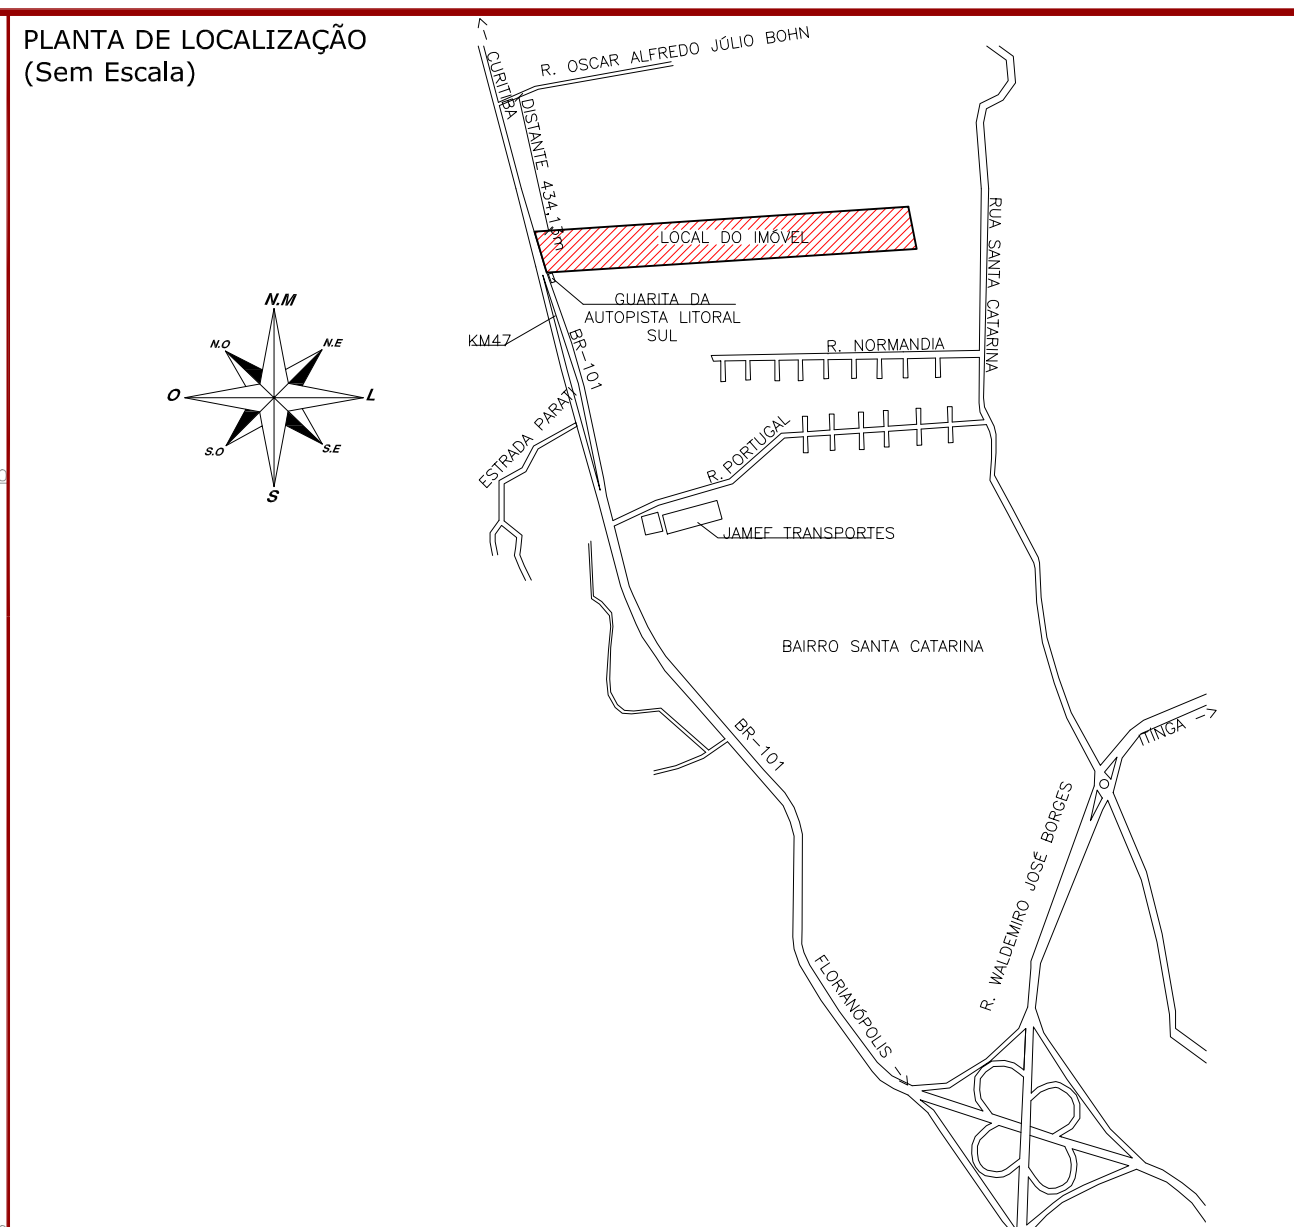 PLANTA DE LOCALIZAÇÃO
(Sem Escala)
<-- CURITIBA
R. OSCAR ALFREDO JÚLIO BOHN
DISTANTE 434,13m
LOCAL DO IMÓVEL
RUA SANTA CATARINA
GUARITA DA
AUTOPISTA LITORAL
SUL
KM47
BR-101
R. NORMANDIA
N.M
N.O
N.E
O
L
S.O
S.E
S
ESTRADA PARATI
R. PORTUGAL
JAMEF TRANSPORTES
BAIRRO SANTA CATARINA
BR-101
ITINGA -->
R. WALDEMIRO JOSÉ BORGES
FLORIANÓPOLIS -->